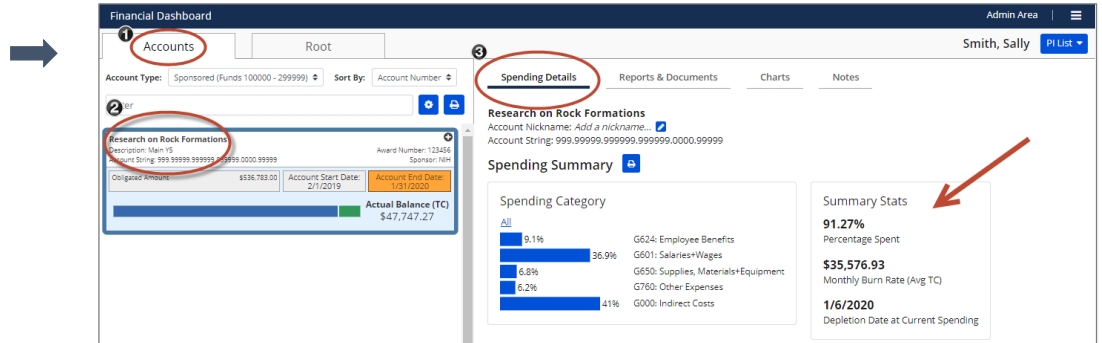 Financial Dashboard
Admin Area
1
Accounts
Root
Smith, Sally
PI List
Account Type: Sponsored (Funds 100000 - 299999) Sort By: Account Number
2
3
Spending Details
Reports & Documents
Charts
Notes
Research on Rock Formations
Description: Main YS
Award Number: 123456
Account String: 999.99999.999999.999999.0000.99999
Sponsor: NIH
Obligated Amount $536,783.00
Account Start Date:
2/1/2019
Account End Date:
1/31/2020
Actual Balance (TC)
$47,747.27
Research on Rock Formations
Account Nickname: Add a nickname...
Account String: 999.99999.999999.999999.0000.99999
Spending Summary
Spending Category
All
9.1% G624: Employee Benefits
36.9% G601: Salaries+Wages
6.8% G650: Supplies, Materials+Equipment
6.2% G760: Other Expenses
41% G000: Indirect Costs
Summary Stats
91.27%
Percentage Spent
$35,576.93
Monthly Burn Rate (Avg TC)
1/6/2020
Depletion Date at Current Spending